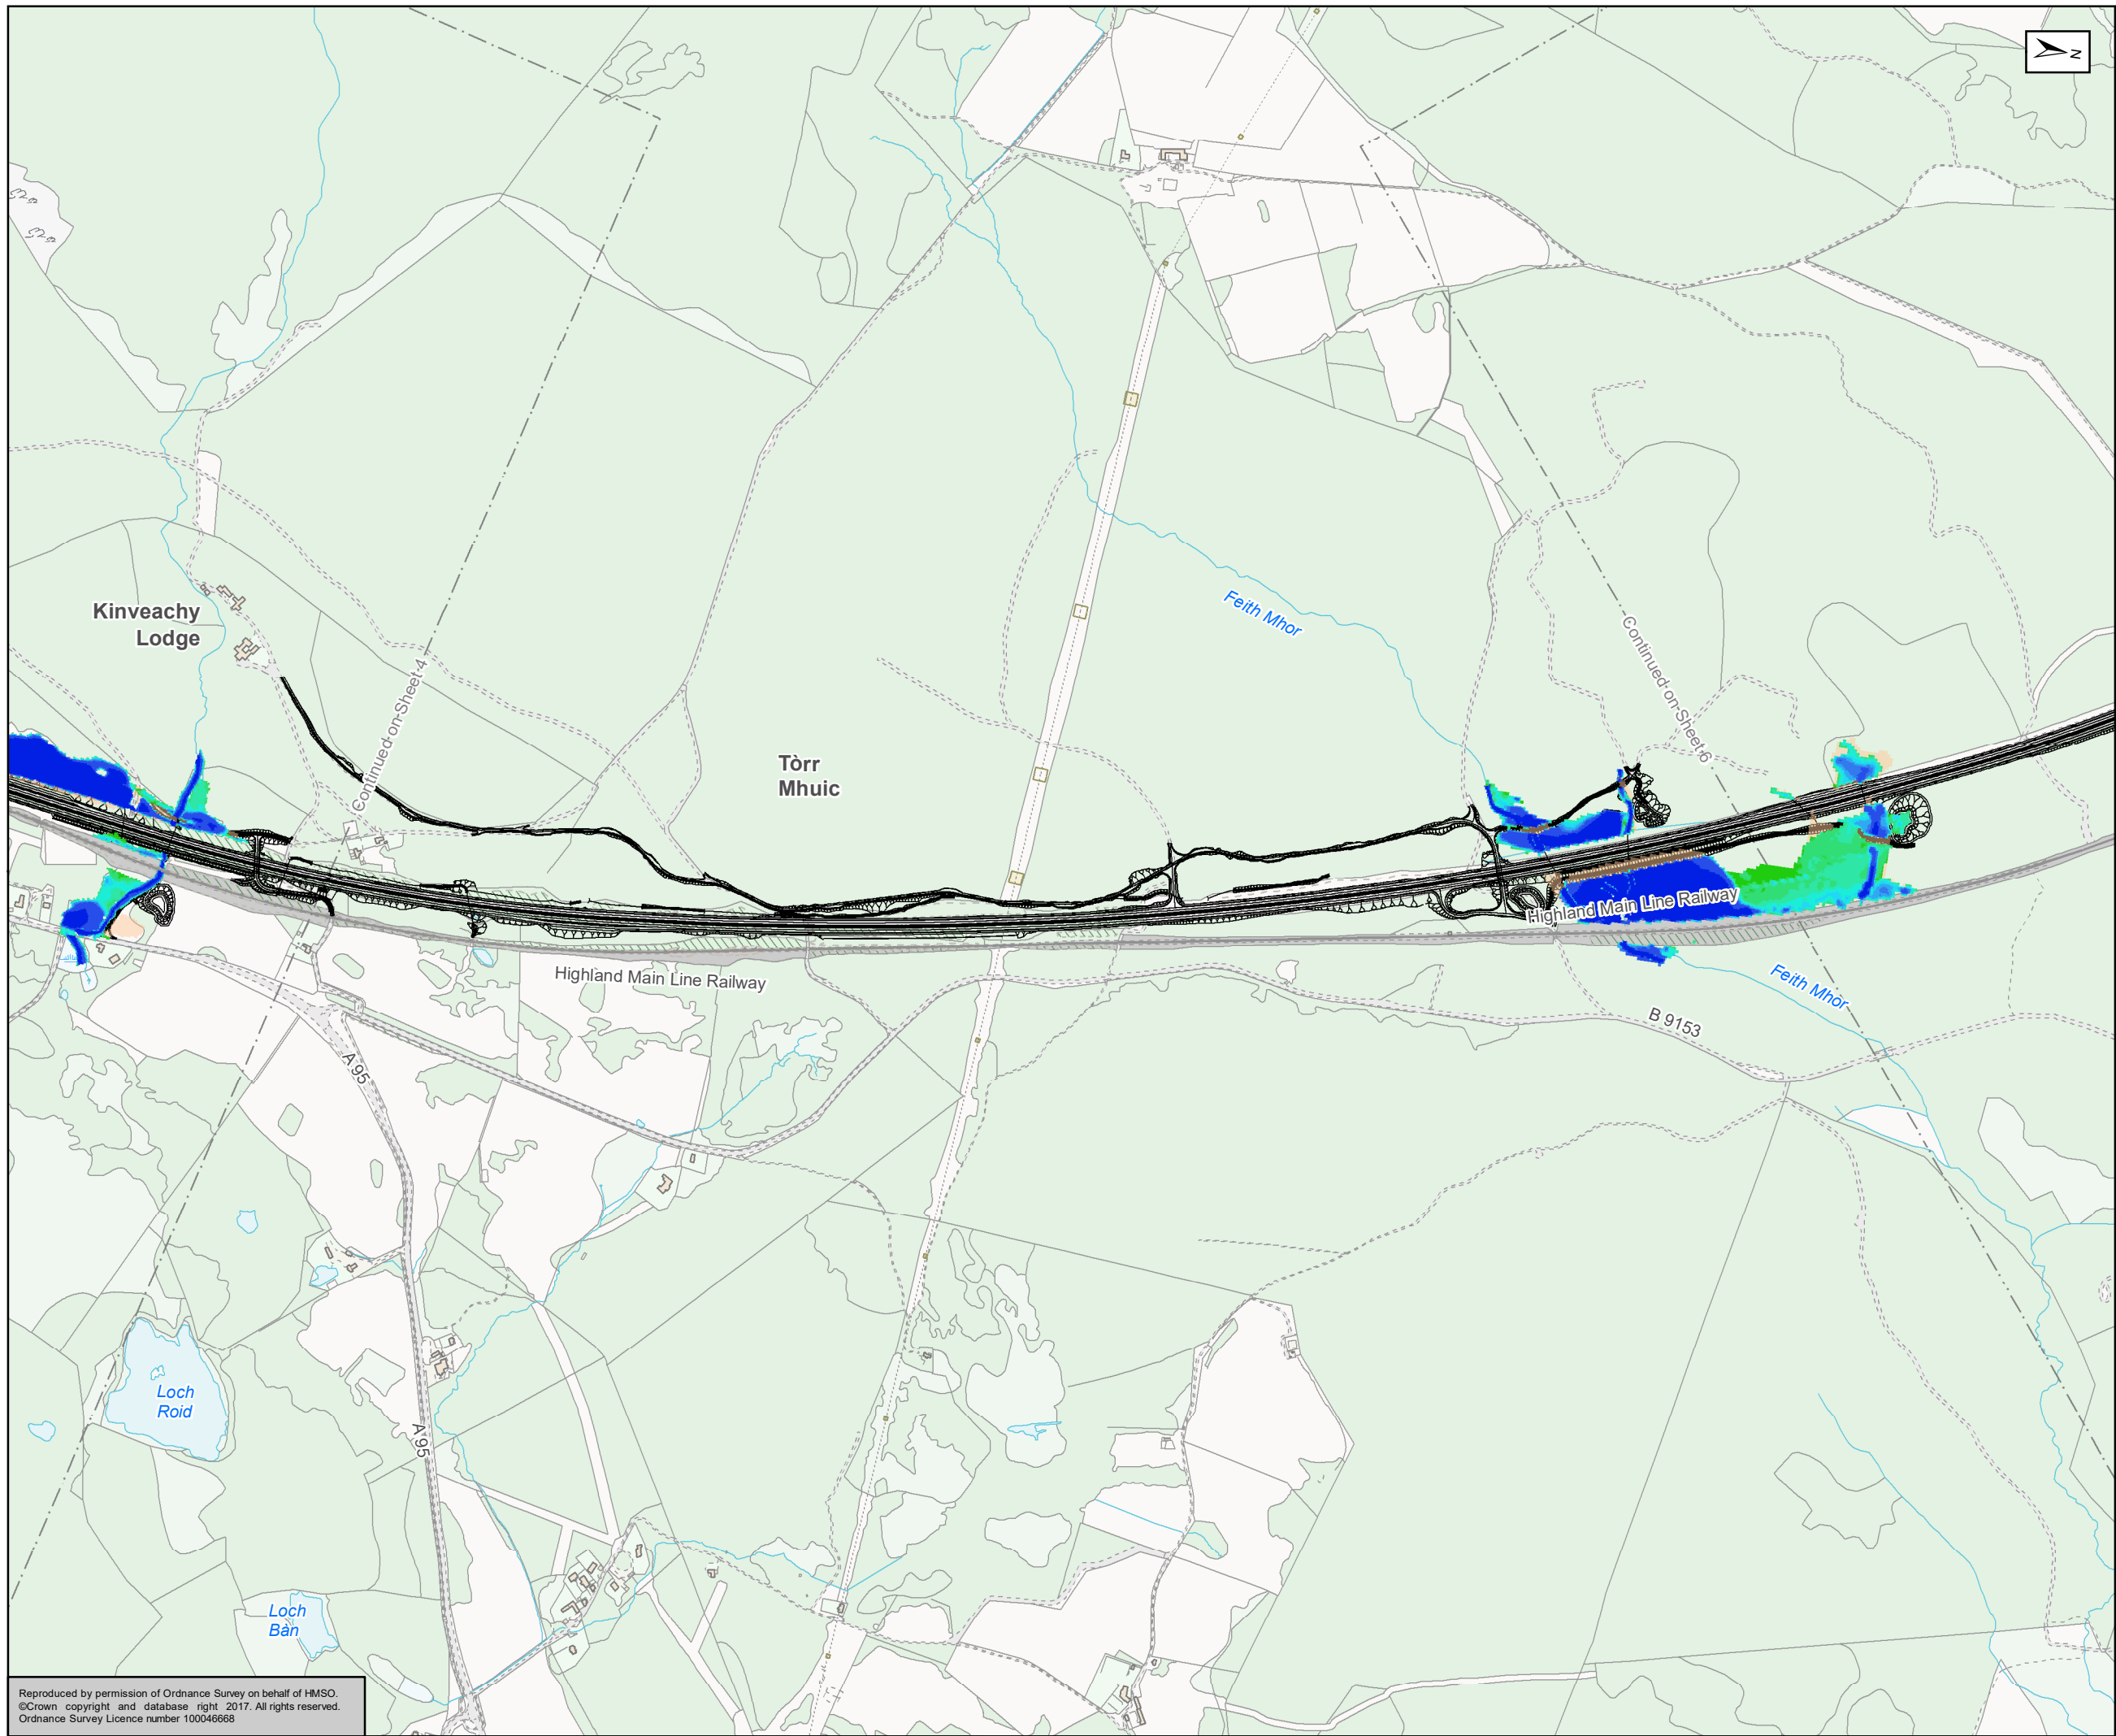 N
Kinveachy
Lodge
Continued-on-Sheet-4
Tòrr
Mhuic
Feith Mhor
Continued-on-Sheet-6
Highland Main Line Railway
Highland Main Line Railway
Feith Mhor
B 9153
A 95
A 95
Loch
Roid
Loch
Bàn
Reproduced by permission of Ordnance Survey on behalf of HMSO.
©Crown copyright and database right 2017. All rights reserved.
Ordnance Survey Licence number 100046668